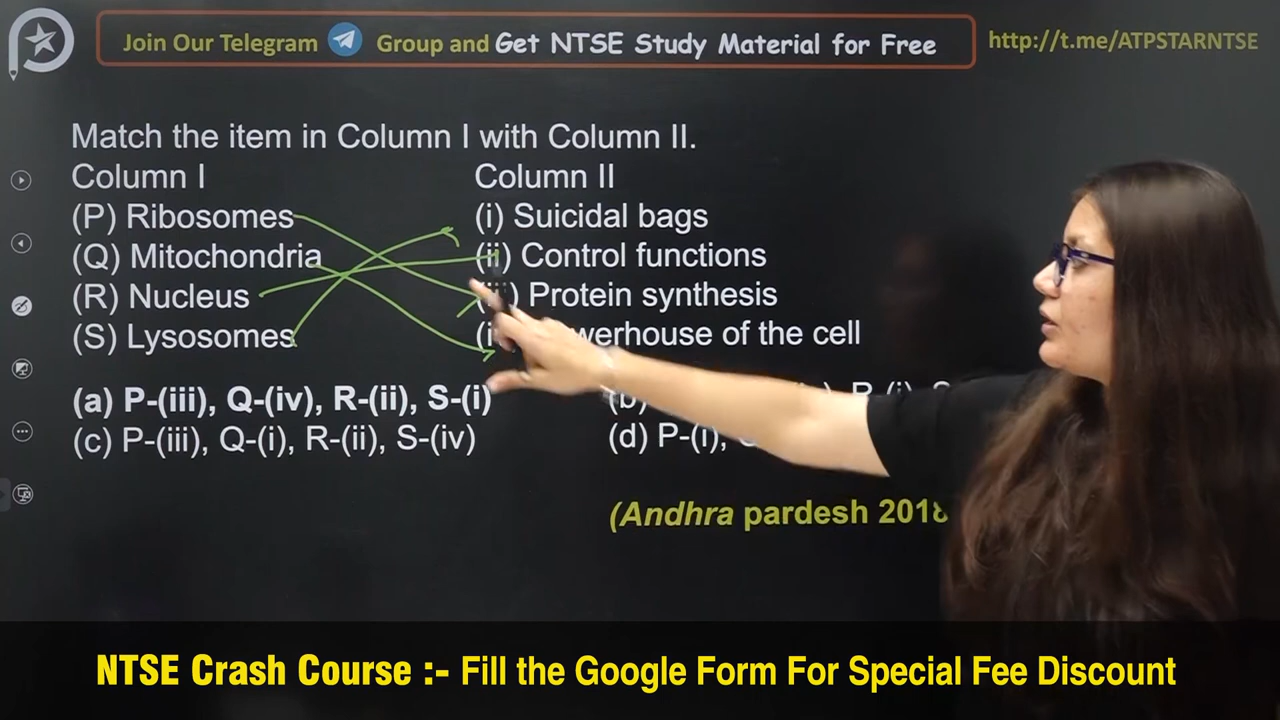 Join Our Telegram Group and Get NTSE Study Material for Free
http://t.me/ATPSTARNTSE
Match the item in Column I with Column II.
Column I Column II
(P) Ribosomes (i) Suicidal bags
(Q) Mitochondria (ii) Control functions
(R) Nucleus Protein synthesis
(S) Lysosomes of the cell
(a) P-(iii), Q-(iv), R-(ii), S-(i) (b)
(c) P-(iii), Q-(i), R-(ii), S-(iv) (d) P-(i),
(Andhra pardesh 2018
NTSE Crash Course :- Fill the Google Form For Special Fee Discount